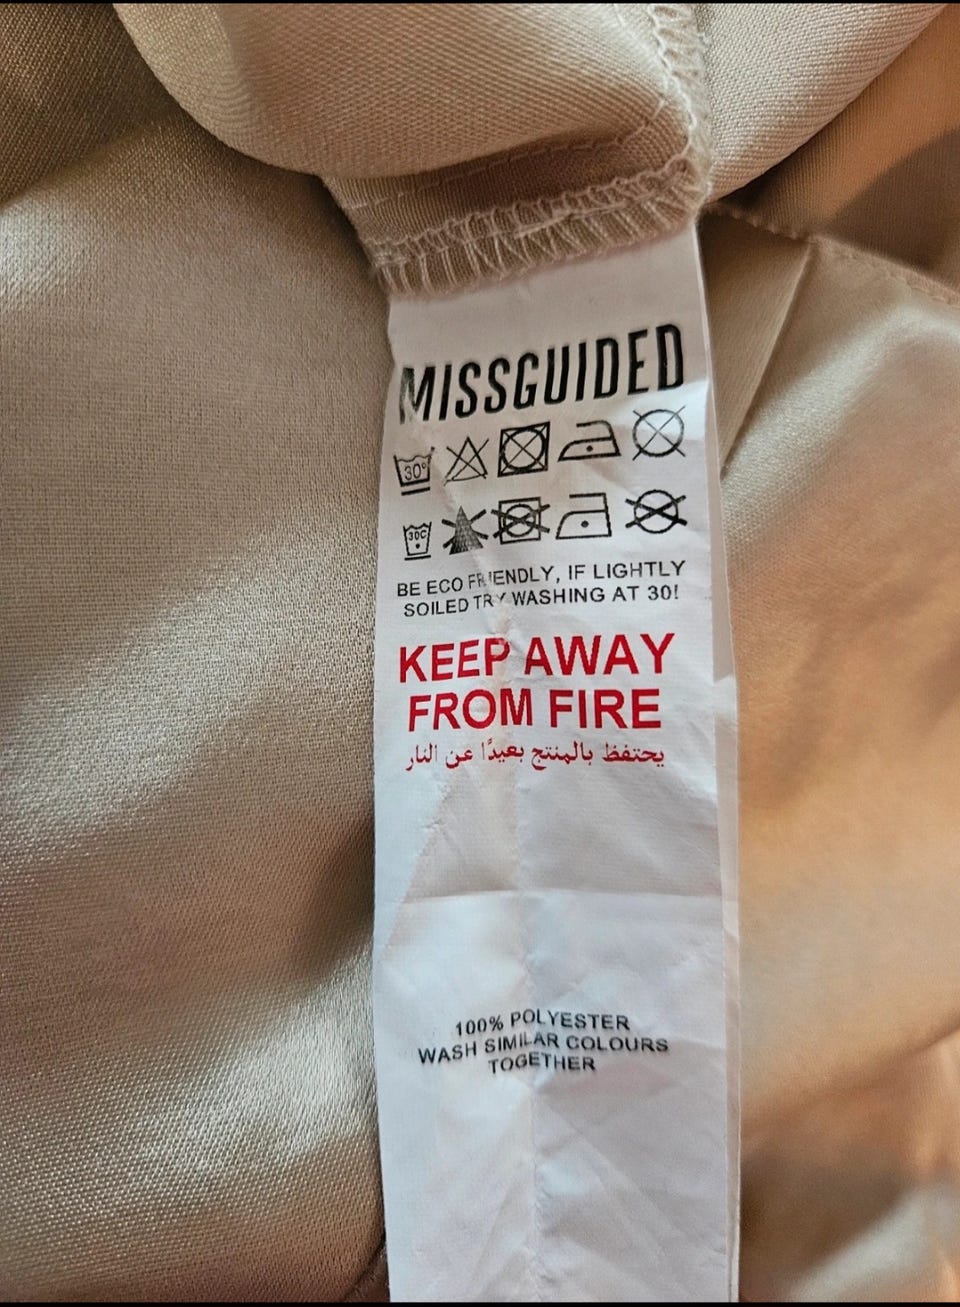 MISSGUIDED
30°
30C
BE ECO FRIENDLY, IF LIGHTLY
SOILED TRY WASHING AT 30!
KEEP AWAY
FROM FIRE
يحتفظ بالمنتج بعيدًا عن النار
100% POLYESTER
WASH SIMILAR COLOURS
TOGETHER